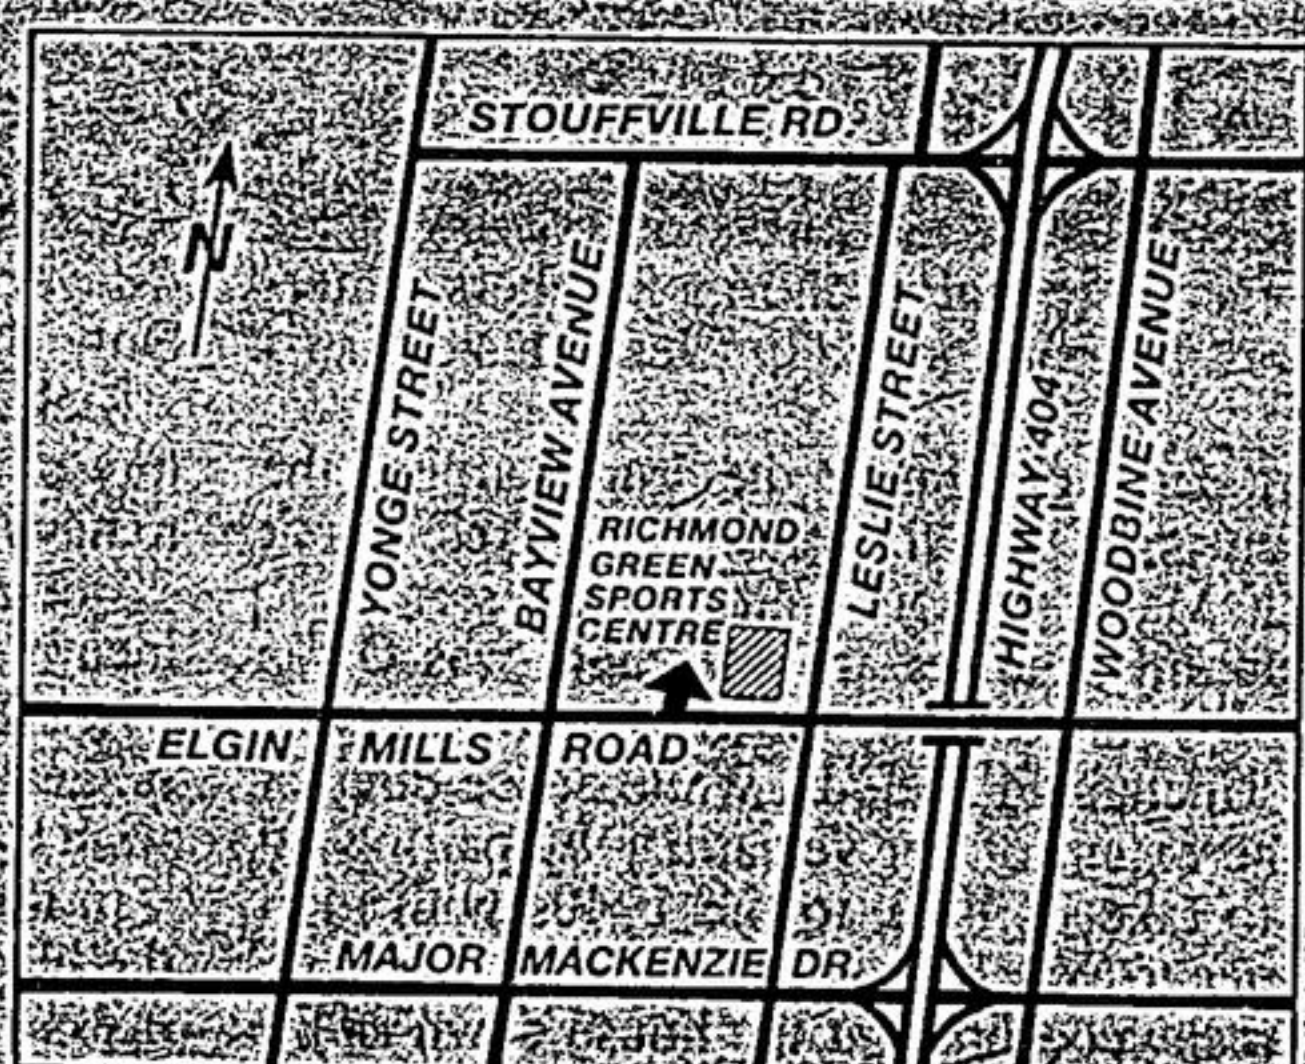 STOUFFVILLE RD.
N
YONGE STREET
BAYVIEW AVENUE
LESLIE STREET
HIGHWAY 404
WOODBINE AVENUE
RICHMOND
GREEN
SPORTS
CENTRE
ELGIN MILLS ROAD
MAJOR MACKENZIE DR.